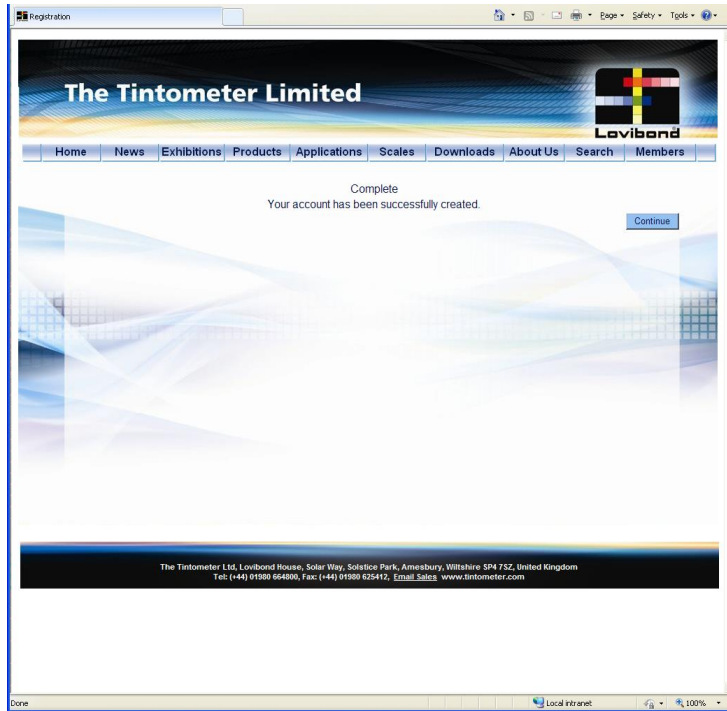 Registration
Page Safety Tools
The Tintometer Limited
Lovibond
Home News Exhibitions Products Applications Scales Downloads About Us Search Members
Complete
Your account has been successfully created.
Continue
The Tintometer Ltd, Lovibond House, Solar Way, Solstice Park, Amesbury, Wiltshire SP4 7SZ, United Kingdom
Tel: (+44) 01980 664800, Fax: (+44) 01980 625412, Email Sales www.tintometer.com
Done Local intranet 100%